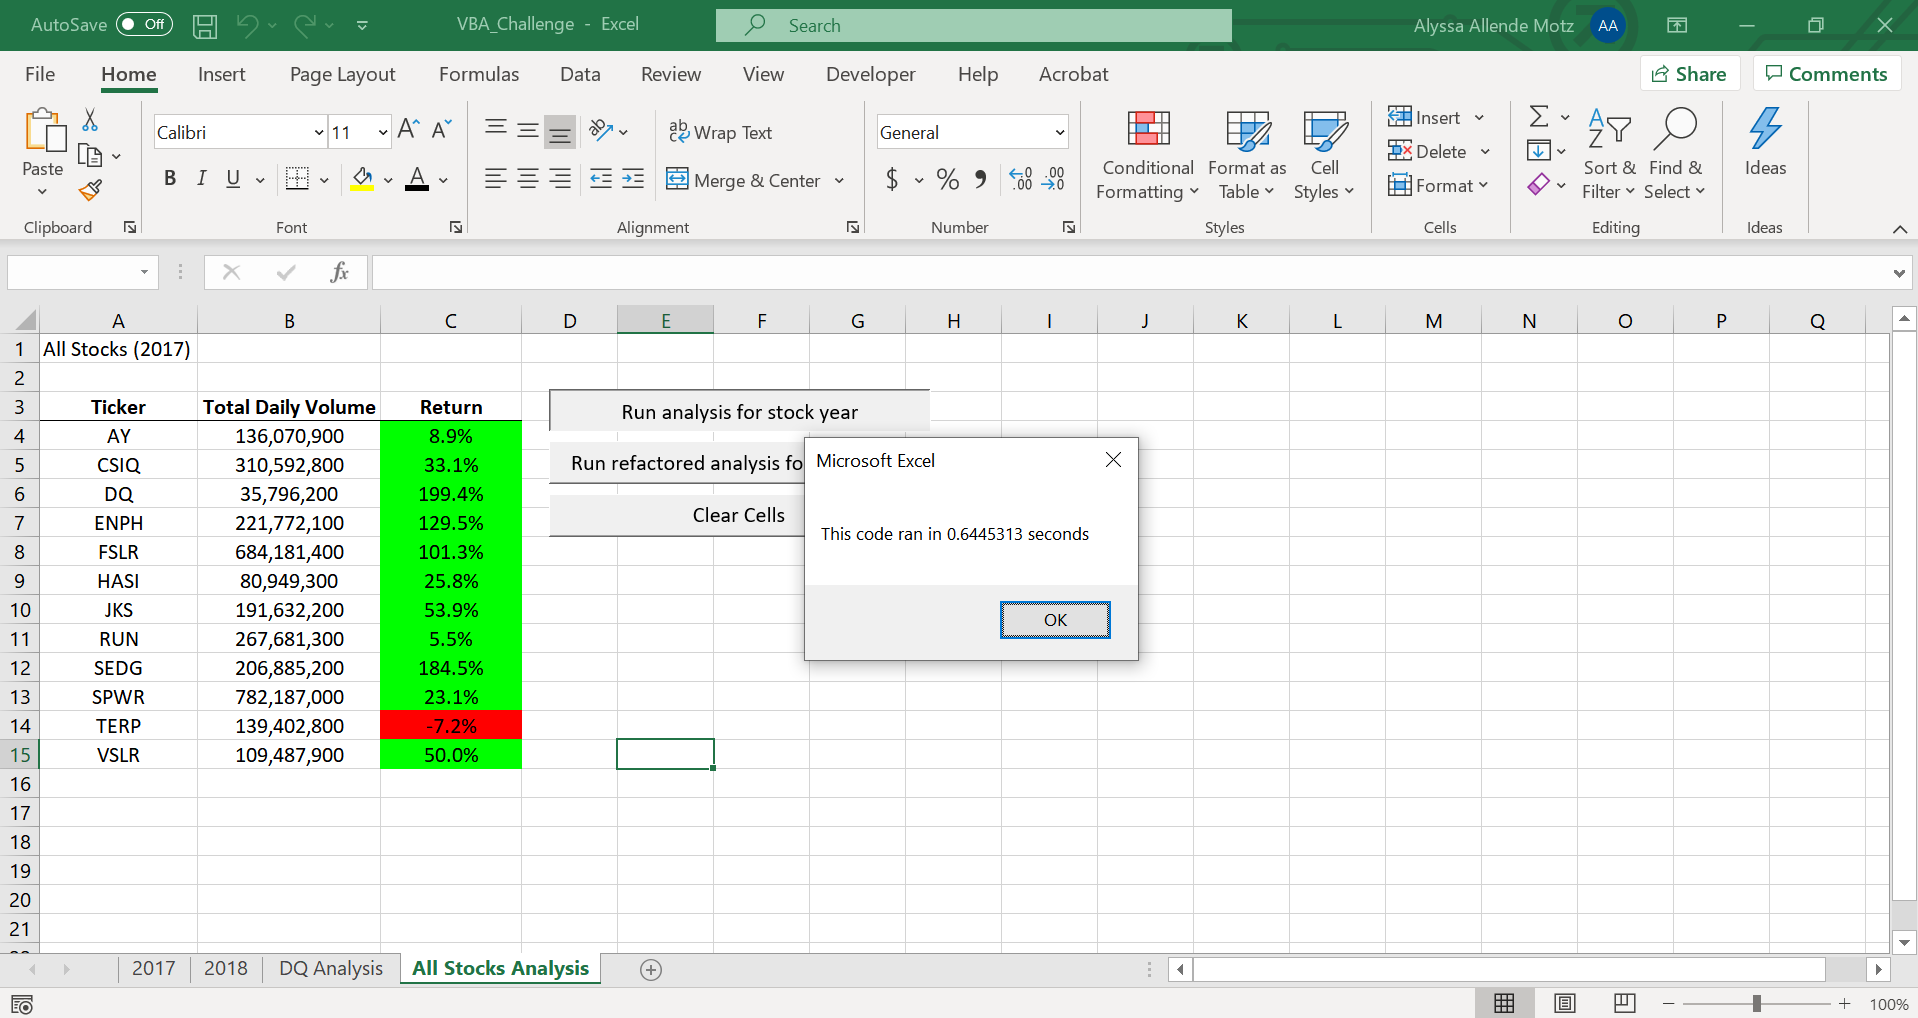 AutoSave Off VBA_Challenge - Excel Search Alyssa Allende Motz AA
File Home Insert Page Layout Formulas Data Review View Developer Help Acrobat Share Comments
Paste
Clipboard
Calibri 11
B I U
Font
Wrap Text
Merge & Center
Alignment
General
$ % 9
Number
Conditional Formatting
Format as Table
Cell Styles
Styles
Insert
Delete
Format
Cells
Sort & Filter
Find & Select
Editing
Ideas
Ideas
fx
A B C D E F G H I J K L M N O P Q
1 All Stocks (2017)
2
3 Ticker Total Daily Volume Return
4 AY 136,070,900 8.9%
5 CSIQ 310,592,800 33.1%
6 DQ 35,796,200 199.4%
7 ENPH 221,772,100 129.5%
8 FSLR 684,181,400 101.3%
9 HASI 80,949,300 25.8%
10 JKS 191,632,200 53.9%
11 RUN 267,681,300 5.5%
12 SEDG 206,885,200 184.5%
13 SPWR 782,187,000 23.1%
14 TERP 139,402,800 -7.2%
15 VSLR 109,487,900 50.0%
16
17
18
19
20
21
Run analysis for stock year
Run refactored analysis fo
Clear Cells
Microsoft Excel
This code ran in 0.6445313 seconds
OK
2017 2018 DQ Analysis All Stocks Analysis
100%